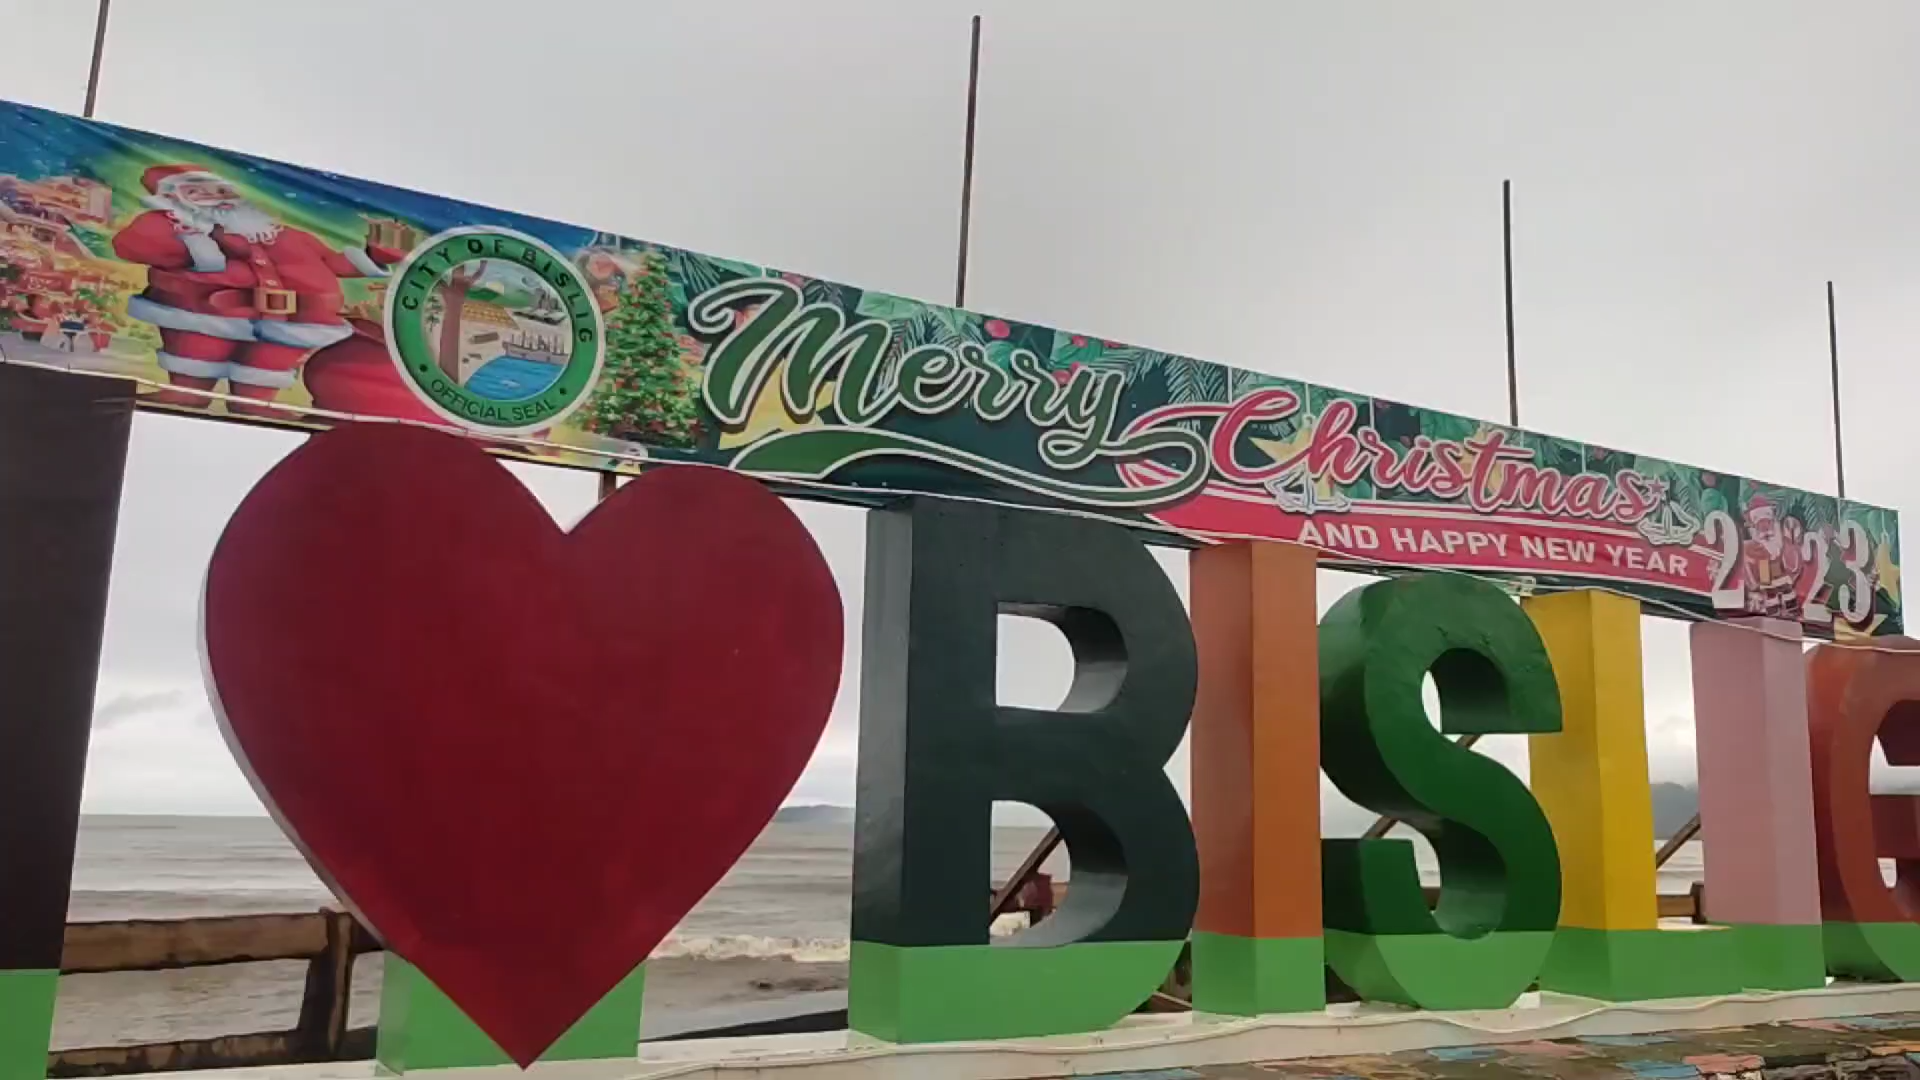 CITY OF BISLIG
OFFICIAL SEAL
Merry Christmas
AND HAPPY NEW YEAR 2023
I ❤ BISLIG